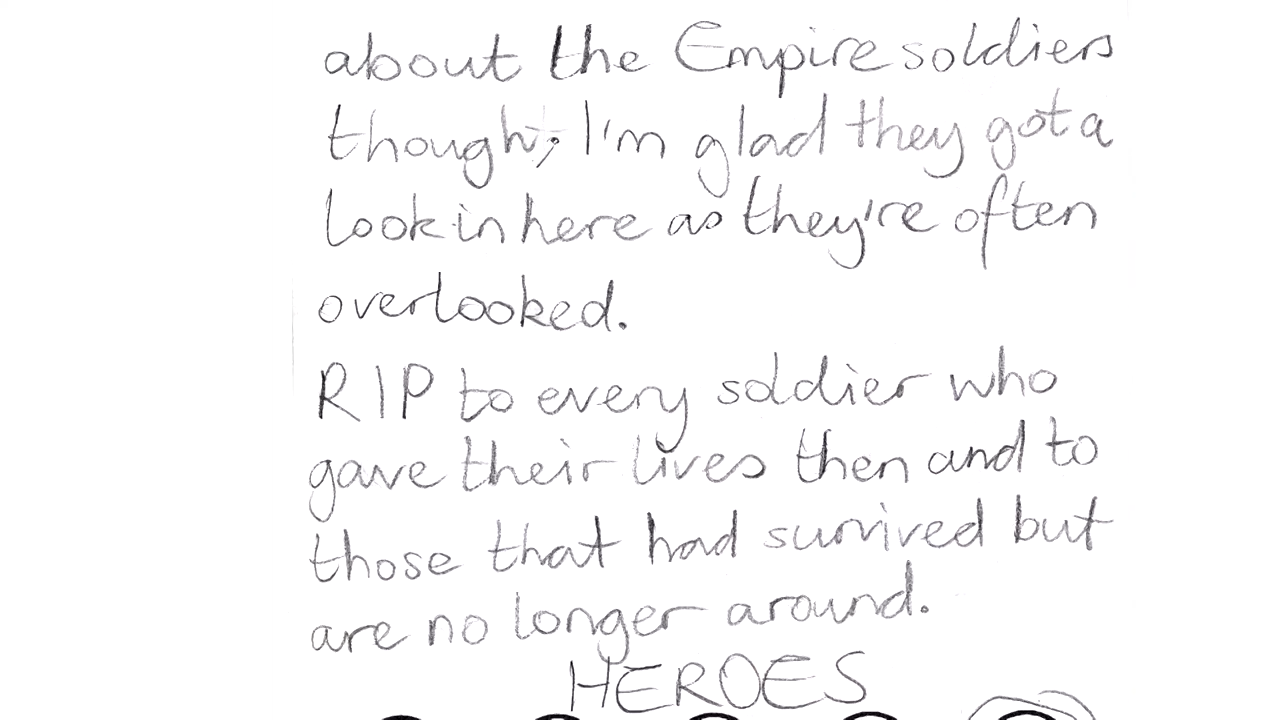 about the Empire soldiers
though; I'm glad they got a
look in here as they're often
overlooked.
RIP to every soldier who
gave their lives then and to
those that had survived but
are no longer around.
HEROES